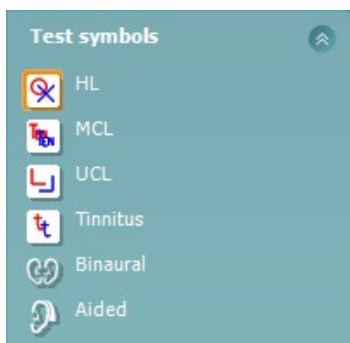 Test symbols
HL
MCL
UCL
Tinnitus
Binaural
Aided